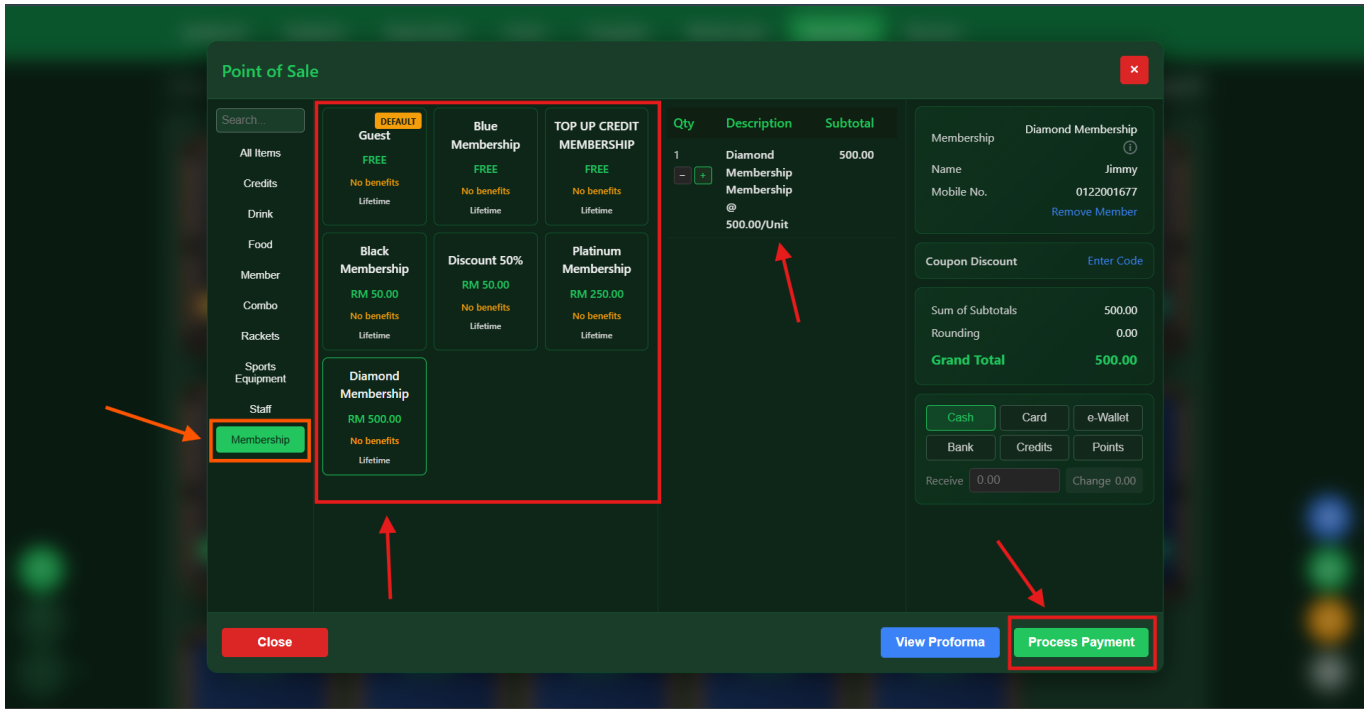 Point of Sale
×
Search...
All Items
Credits
Drink
Food
Member
Combo
Rackets
Sports
Equipment
Staff
Membership
DEFAULT
Guest
FREE
No benefits
Lifetime
Blue
Membership
FREE
No benefits
Lifetime
TOP UP CREDIT
MEMBERSHIP
FREE
No benefits
Lifetime
Black
Membership
RM 50.00
No benefits
Lifetime
Discount 50%
RM 50.00
No benefits
Lifetime
Platinum
Membership
RM 250.00
No benefits
Lifetime
Diamond
Membership
RM 500.00
No benefits
Lifetime
Qty Description Subtotal
1 Diamond 500.00
− + Membership
Membership
@
500.00/Unit
Membership Diamond Membership
i
Name Jimmy
Mobile No. 0122001677
Remove Member
Coupon Discount Enter Code
Sum of Subtotals 500.00
Rounding 0.00
Grand Total 500.00
Cash Card e-Wallet
Bank Credits Points
Receive 0.00 Change 0.00
Close View Proforma Process Payment